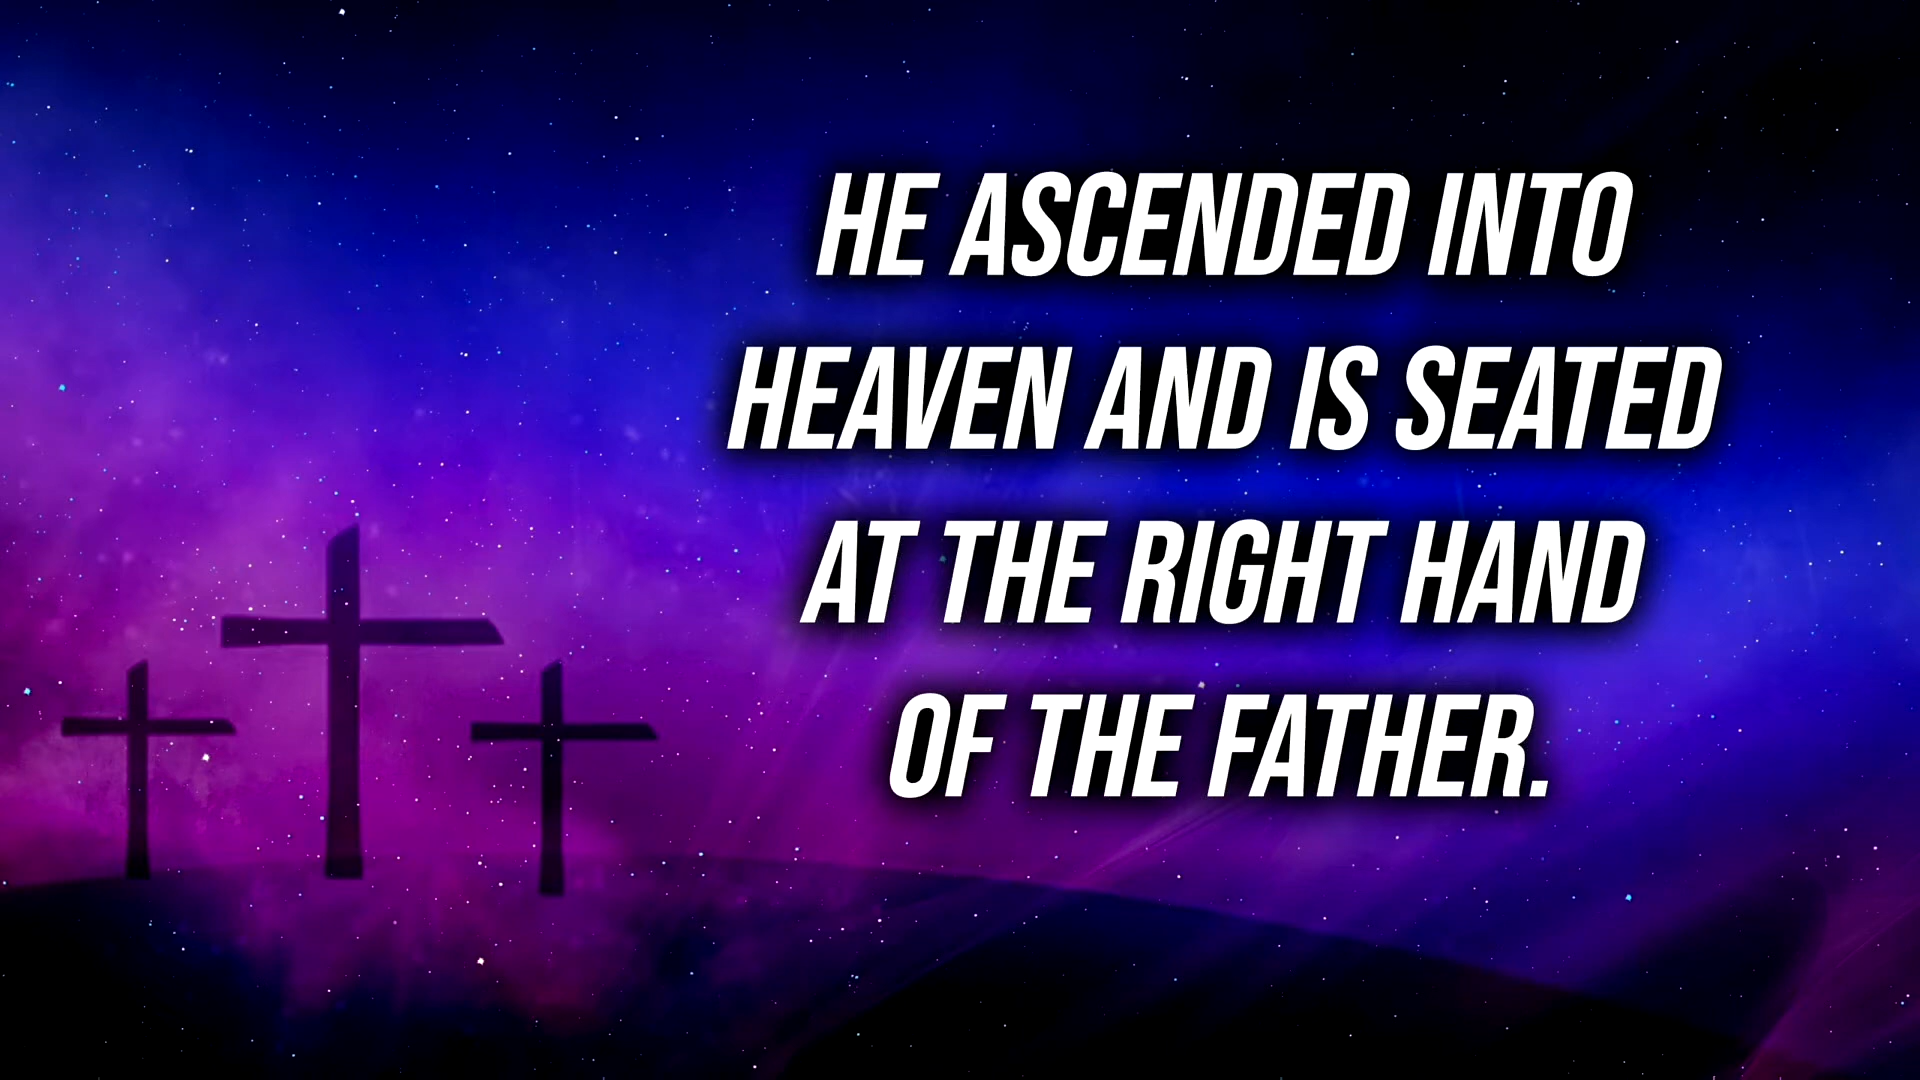 HE ASCENDED INTO
HEAVEN AND IS SEATED
AT THE RIGHT HAND
OF THE FATHER.